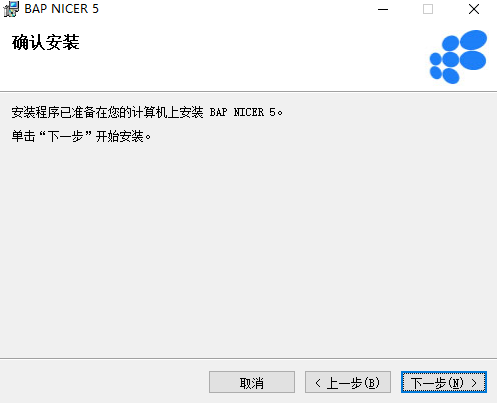 BAP NICER 5
确认安装
安装程序已准备在您的计算机上安装 BAP NICER 5。
单击“下一步”开始安装。
取消
< 上一步(B)
下一步(N) >